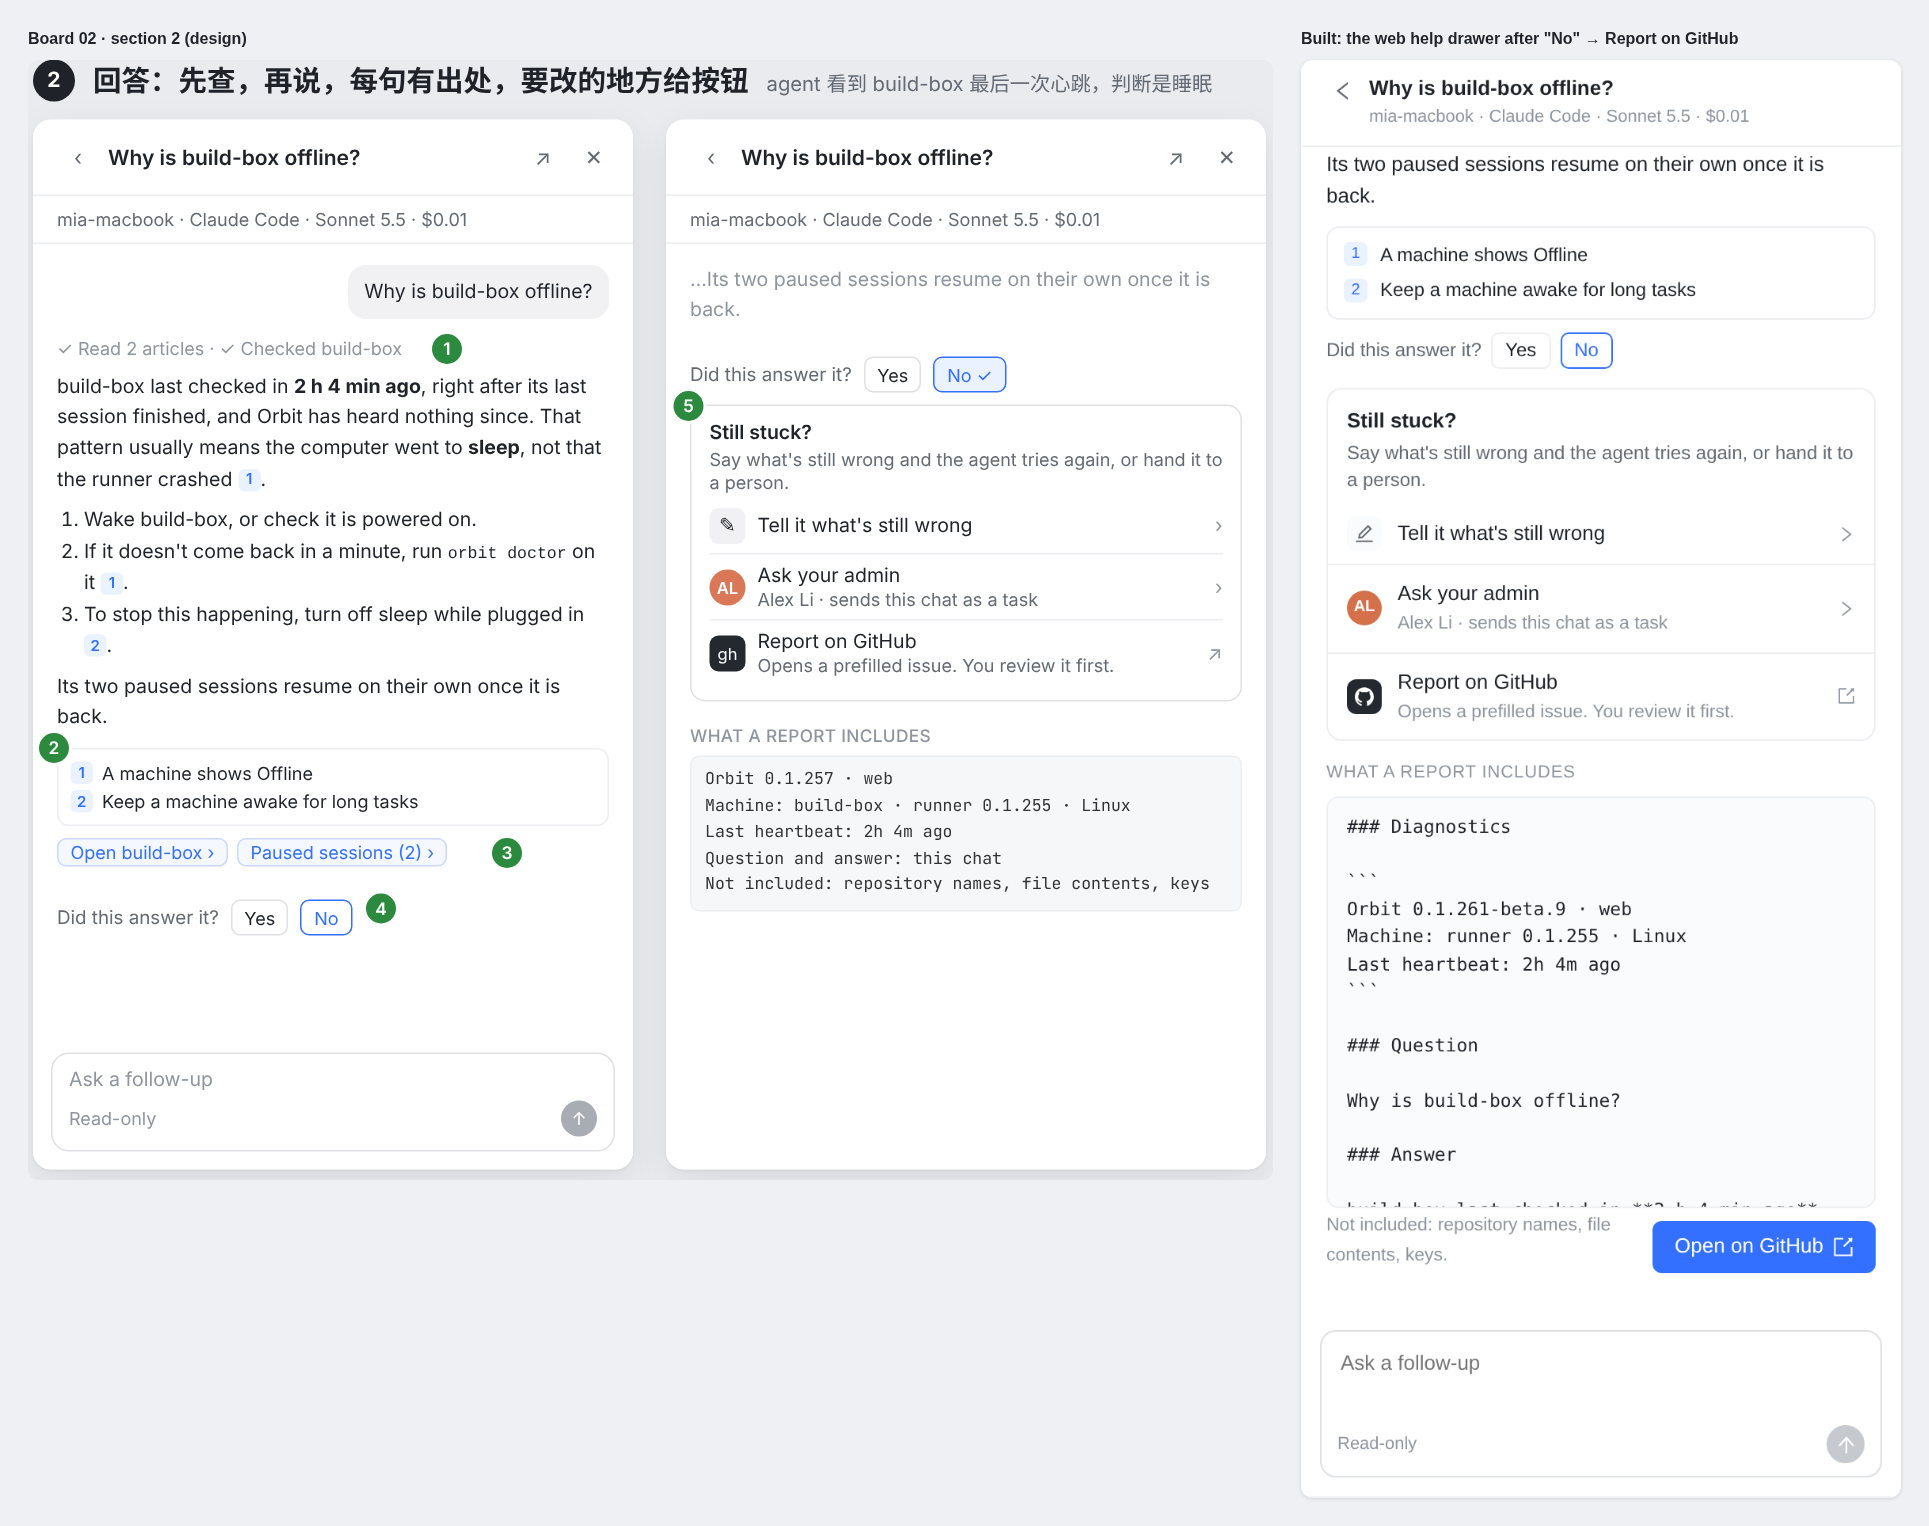 Board 02 · section 2 (design)
2 回答：先查，再说，每句有出处，要改的地方给按钮 agent 看到 build-box 最后一次心跳，判断是睡眠
‹ Why is build-box offline? ↗ ✕
mia-macbook · Claude Code · Sonnet 5.5 · $0.01
Why is build-box offline?
✓ Read 2 articles · ✓ Checked build-box 1
build-box last checked in 2 h 4 min ago, right after its last
session finished, and Orbit has heard nothing since. That
pattern usually means the computer went to sleep, not that
the runner crashed 1.
1. Wake build-box, or check it is powered on.
2. If it doesn't come back in a minute, run orbit doctor on
it 1.
3. To stop this happening, turn off sleep while plugged in
2.
Its two paused sessions resume on their own once it is
back.
2
1 A machine shows Offline
2 Keep a machine awake for long tasks
Open build-box › Paused sessions (2) › 3
Did this answer it? Yes No 4
Ask a follow-up
Read-only ↑
‹ Why is build-box offline? ↗ ✕
mia-macbook · Claude Code · Sonnet 5.5 · $0.01
...Its two paused sessions resume on their own once it is
back.
Did this answer it? Yes No ✓
5
Still stuck?
Say what's still wrong and the agent tries again, or hand it to
a person.
✎ Tell it what's still wrong ›
AL Ask your admin ›
Alex Li · sends this chat as a task
gh Report on GitHub ↗
Opens a prefilled issue. You review it first.
WHAT A REPORT INCLUDES
Orbit 0.1.257 · web
Machine: build-box · runner 0.1.255 · Linux
Last heartbeat: 2h 4m ago
Question and answer: this chat
Not included: repository names, file contents, keys
Built: the web help drawer after "No" → Report on GitHub
Why is build-box offline?
mia-macbook · Claude Code · Sonnet 5.5 · $0.01
Its two paused sessions resume on their own once it is
back.
1 A machine shows Offline
2 Keep a machine awake for long tasks
Did this answer it? Yes No
Still stuck?
Say what's still wrong and the agent tries again, or hand it to
a person.
Tell it what's still wrong
AL Ask your admin
Alex Li · sends this chat as a task
Report on GitHub
Opens a prefilled issue. You review it first.
WHAT A REPORT INCLUDES
### Diagnostics
```
Orbit 0.1.261-beta.9 · web
Machine: runner 0.1.255 · Linux
Last heartbeat: 2h 4m ago
```
### Question
Why is build-box offline?
### Answer
build-box last checked in **2 h 4 min ago**
Not included: repository names, file
contents, keys.
Open on GitHub
Ask a follow-up
Read-only